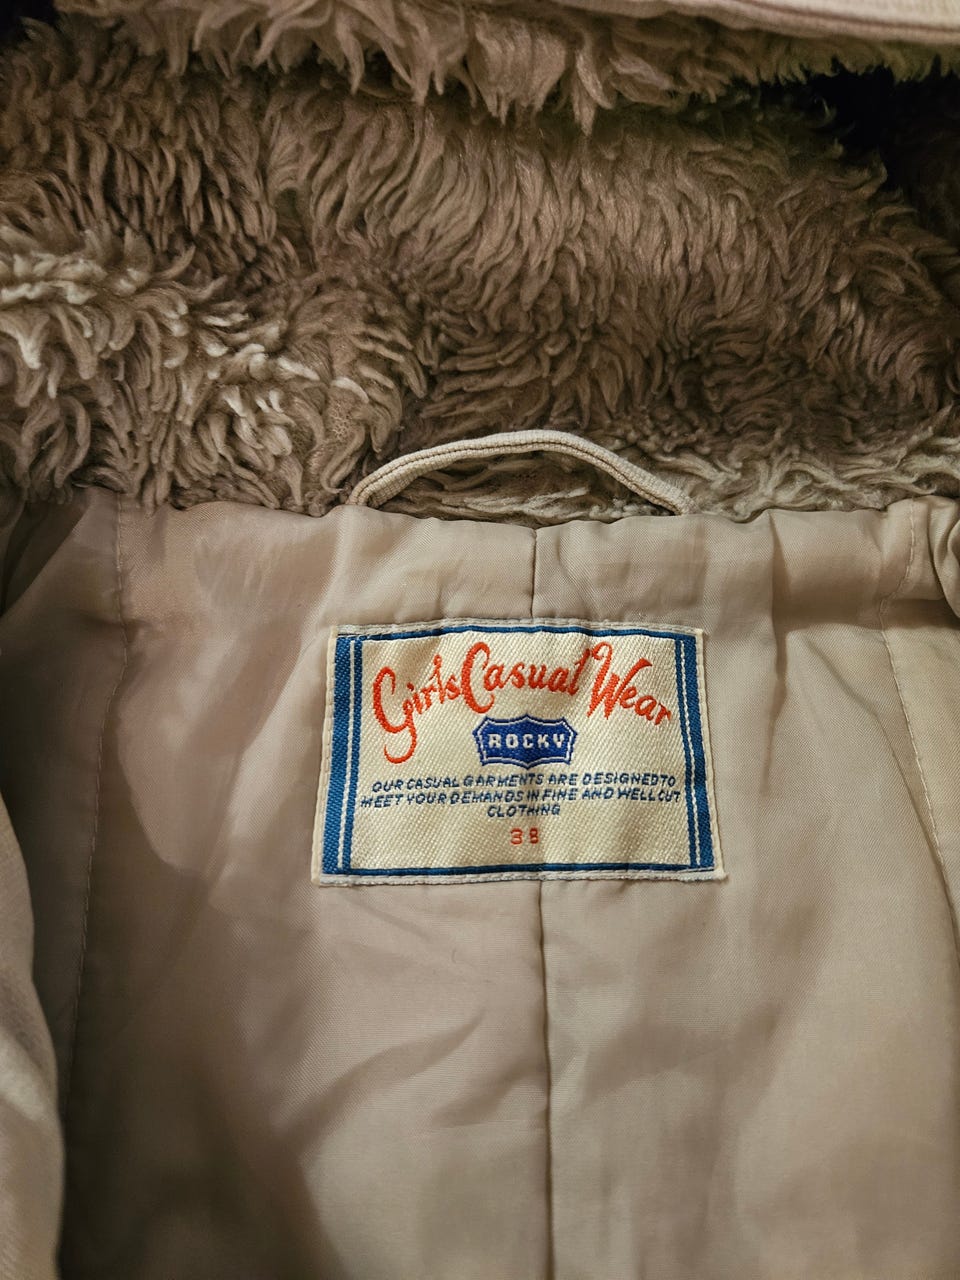 Girl's Casual Wear
ROCKY
OUR CASUAL GARMENTS ARE DESIGNED TO
MEET YOUR DEMANDS IN FINE AND WELL CUT
CLOTHING
38